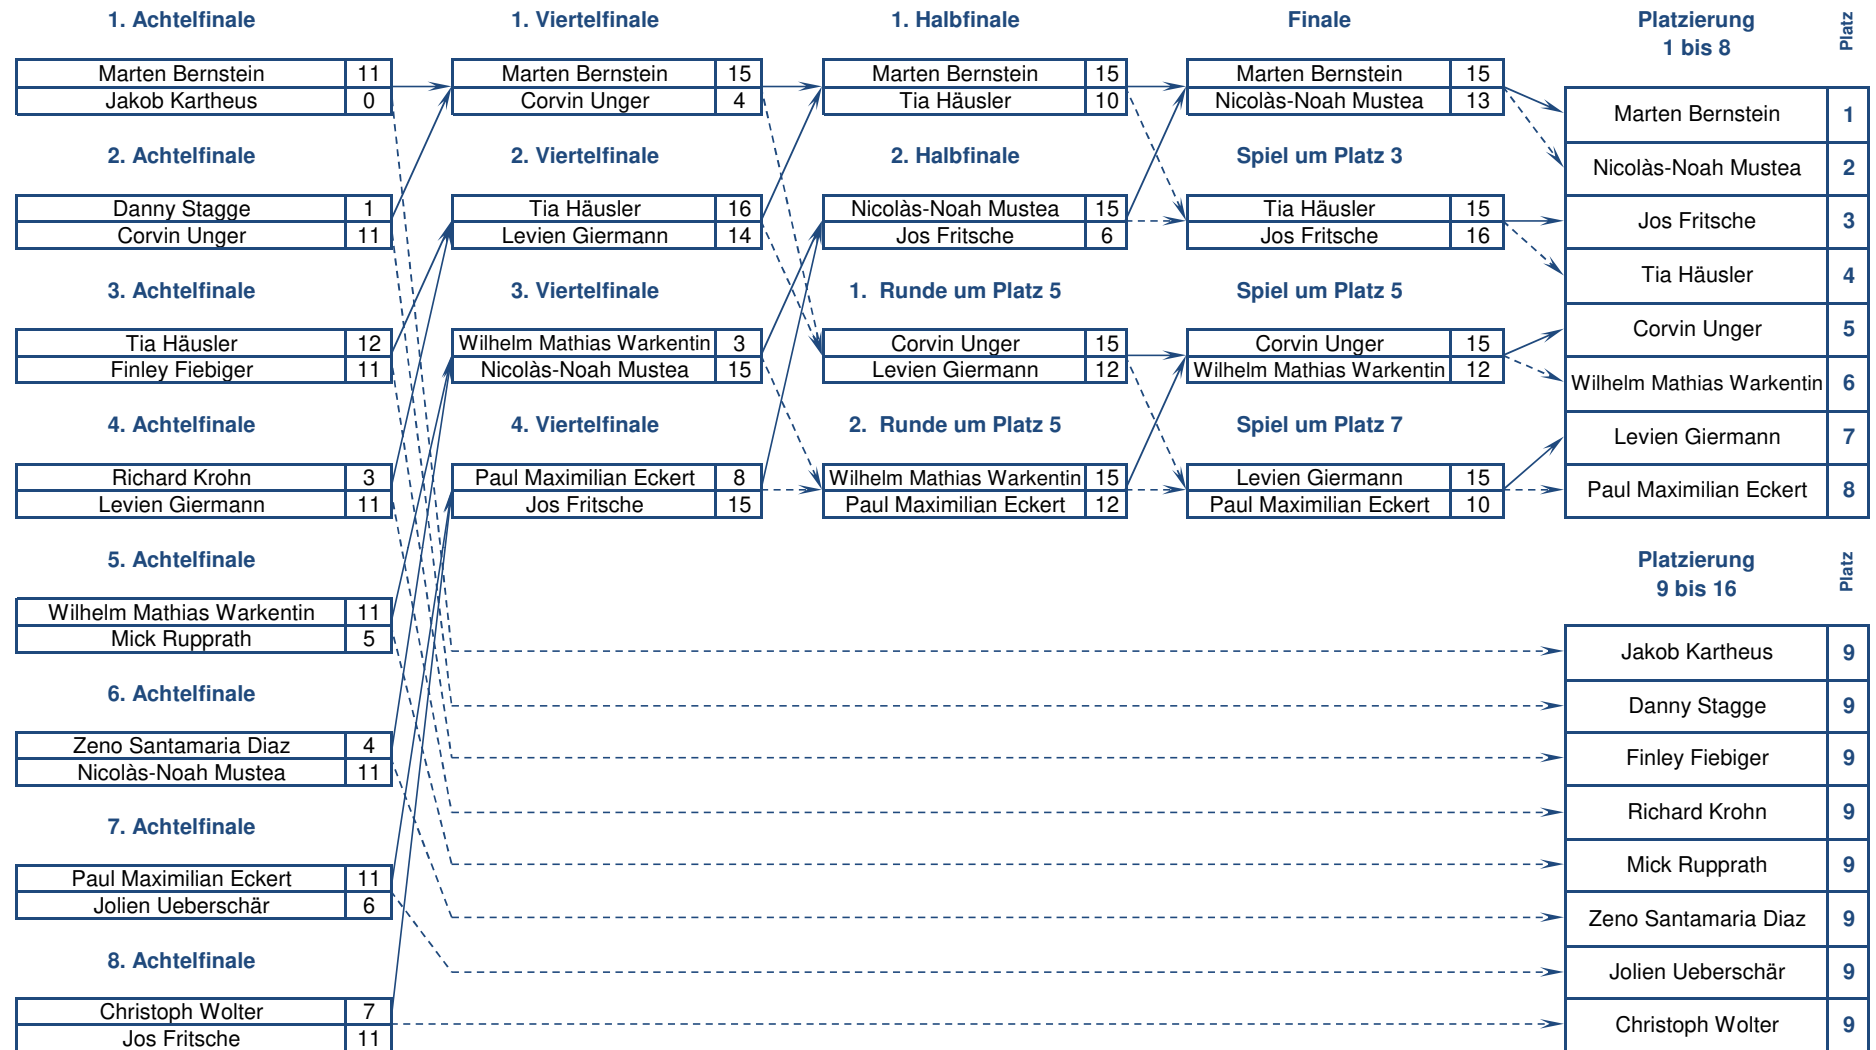 1. Achtelfinale
Marten Bernstein 11
Jakob Kartheus 0
2. Achtelfinale
Danny Stagge 1
Corvin Unger 11
3. Achtelfinale
Tia Häusler 12
Finley Fiebiger 11
4. Achtelfinale
Richard Krohn 3
Levien Giermann 11
5. Achtelfinale
Wilhelm Mathias Warkentin 11
Mick Rupprath 5
6. Achtelfinale
Zeno Santamaria Diaz 4
Nicolàs-Noah Mustea 11
7. Achtelfinale
Paul Maximilian Eckert 11
Jolien Ueberschär 6
8. Achtelfinale
Christoph Wolter 7
Jos Fritsche 11
1. Viertelfinale
Marten Bernstein 15
Corvin Unger 4
2. Viertelfinale
Tia Häusler 16
Levien Giermann 14
3. Viertelfinale
Wilhelm Mathias Warkentin 3
Nicolàs-Noah Mustea 15
4. Viertelfinale
Paul Maximilian Eckert 8
Jos Fritsche 15
1. Halbfinale
Marten Bernstein 15
Tia Häusler 10
2. Halbfinale
Nicolàs-Noah Mustea 15
Jos Fritsche 6
1. Runde um Platz 5
Corvin Unger 15
Levien Giermann 12
2. Runde um Platz 5
Wilhelm Mathias Warkentin 15
Paul Maximilian Eckert 12
Finale
Marten Bernstein 15
Nicolàs-Noah Mustea 13
Spiel um Platz 3
Tia Häusler 15
Jos Fritsche 16
Spiel um Platz 5
Corvin Unger 15
Wilhelm Mathias Warkentin 12
Spiel um Platz 7
Levien Giermann 15
Paul Maximilian Eckert 10
Platzierung
1 bis 8
Platz
Marten Bernstein 1
Nicolàs-Noah Mustea 2
Jos Fritsche 3
Tia Häusler 4
Corvin Unger 5
Wilhelm Mathias Warkentin 6
Levien Giermann 7
Paul Maximilian Eckert 8
Platzierung
9 bis 16
Platz
Jakob Kartheus 9
Danny Stagge 9
Finley Fiebiger 9
Richard Krohn 9
Mick Rupprath 9
Zeno Santamaria Diaz 9
Jolien Ueberschär 9
Christoph Wolter 9